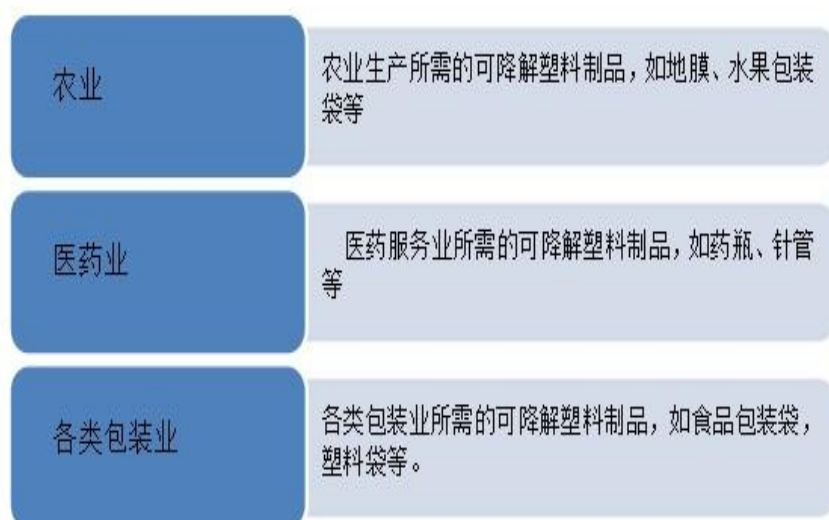 农业
农业生产所需的可降解塑料制品，如地膜、水果包装
袋等
医药业
医药服务业所需的可降解塑料制品，如药瓶、针管
等
各类包装业
各类包装业所需的可降解塑料制品，如食品包装袋，
塑料袋等。